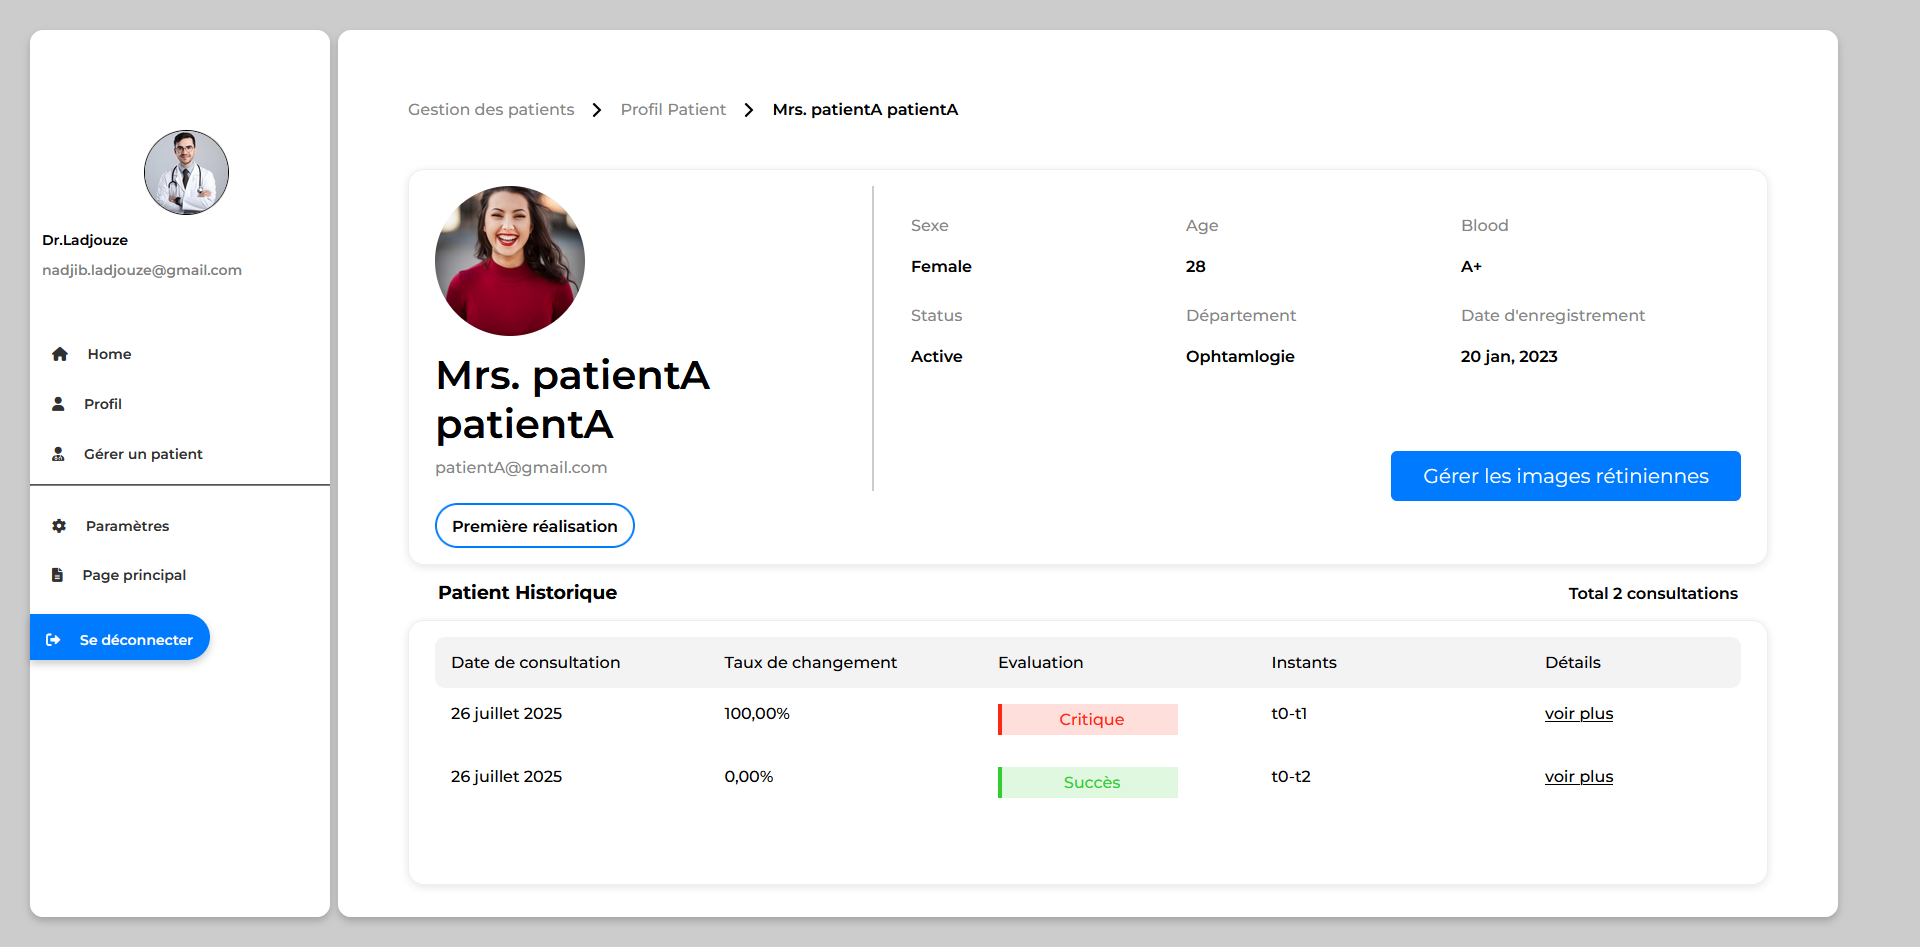 Dr.Ladjouze
nadjib.ladjouze@gmail.com
Home
Profil
Gérer un patient
Paramètres
Page principal
Se déconnecter
Gestion des patients Profil Patient Mrs. patientA patientA
Mrs. patientA
patientA
patientA@gmail.com
Première réalisation
Sexe Age Blood
Female 28 A+
Status Département Date d'enregistrement
Active Ophtamlogie 20 jan, 2023
Gérer les images rétiniennes
Patient Historique Total 2 consultations
Date de consultation Taux de changement Evaluation Instants Détails
26 juillet 2025 100,00% Critique t0-t1 voir plus
26 juillet 2025 0,00% Succès t0-t2 voir plus